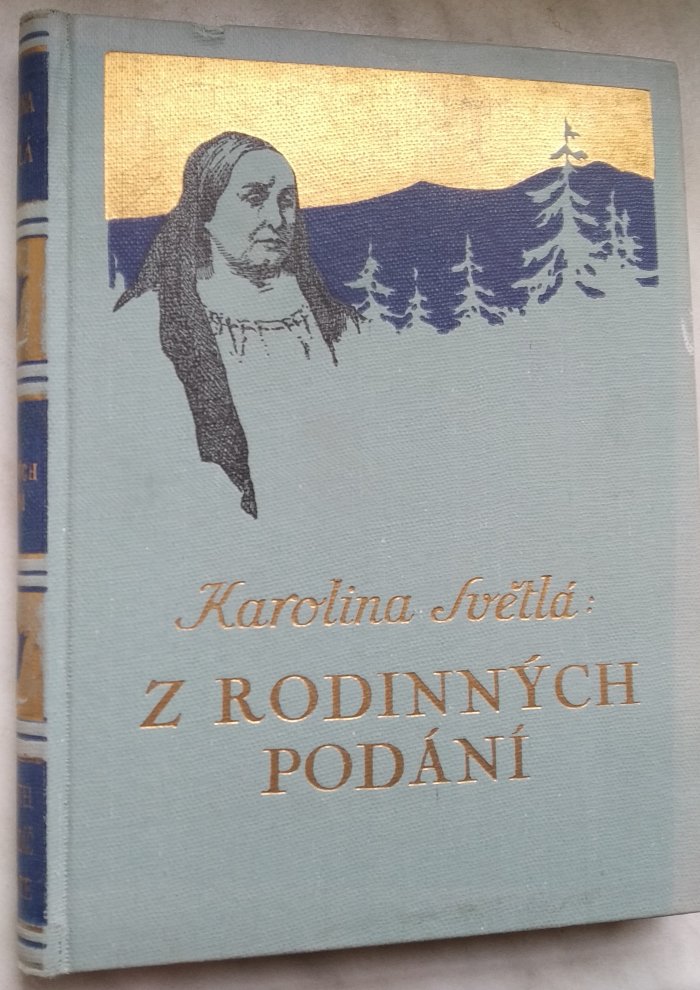 Karolina Světlá:
Z RODINNÝCH
PODÁNÍ